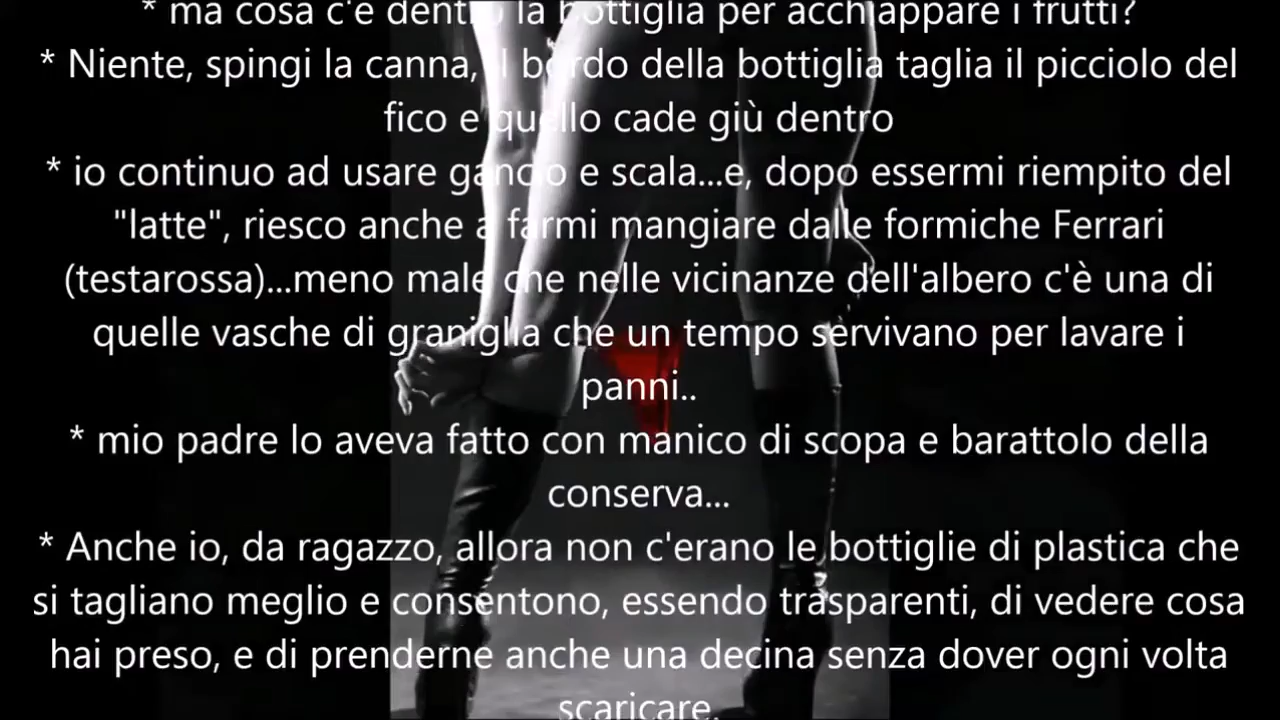 * ma cosa c'è dentro la bottiglia per acchiappare i frutti?
* Niente, spingi la canna, il bordo della bottiglia taglia il picciolo del
fico e quello cade giù dentro
* io continuo ad usare gancio e scala...e, dopo essermi riempito del
"latte", riesco anche a farmi mangiare dalle formiche Ferrari
(testarossa)...meno male che nelle vicinanze dell'albero c'è una di
quelle vasche di graniglia che un tempo servivano per lavare i
panni..
* mio padre lo aveva fatto con manico di scopa e barattolo della
conserva...
* Anche io, da ragazzo, allora non c'erano le bottiglie di plastica che
si tagliano meglio e consentono, essendo trasparenti, di vedere cosa
hai preso, e di prenderne anche una decina senza dover ogni volta
scaricare.